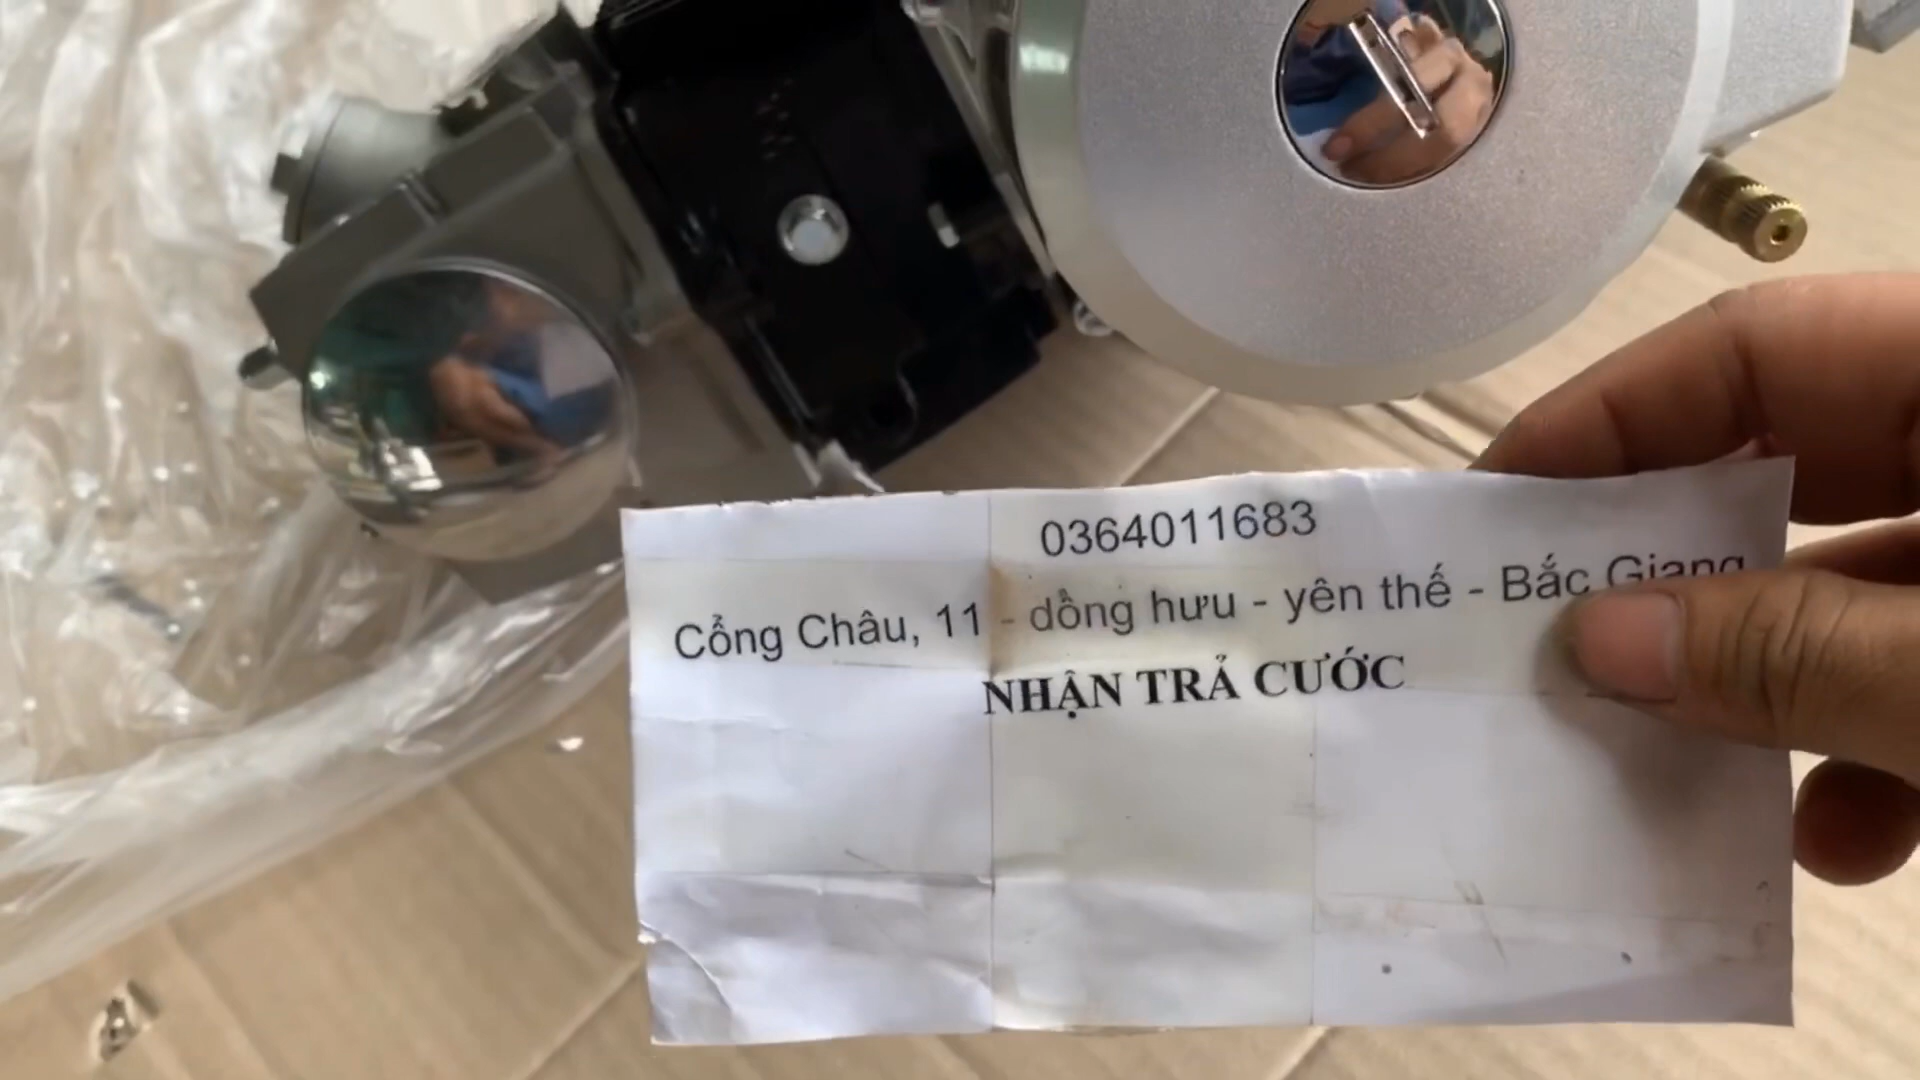 0364011683
Cổng Châu, 11 - dồng hưu - yên thế - Bắc Giang
NHẬN TRẢ CƯỚC